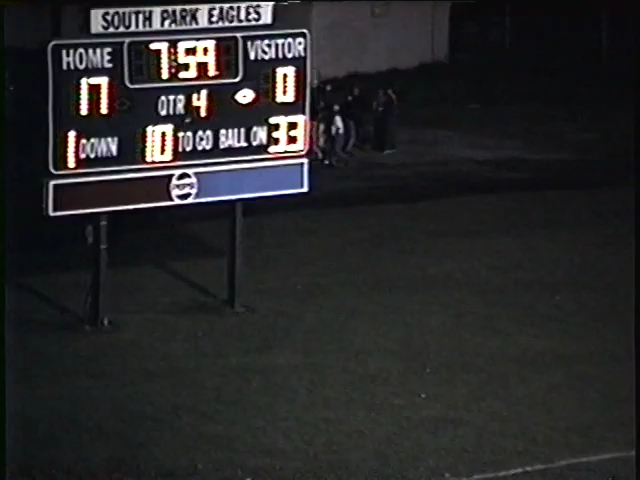 SOUTH PARK EAGLES
HOME 7:59 VISITOR
17 QTR 4 0
1 DOWN 10 TO GO BALL ON 33
PEPSI